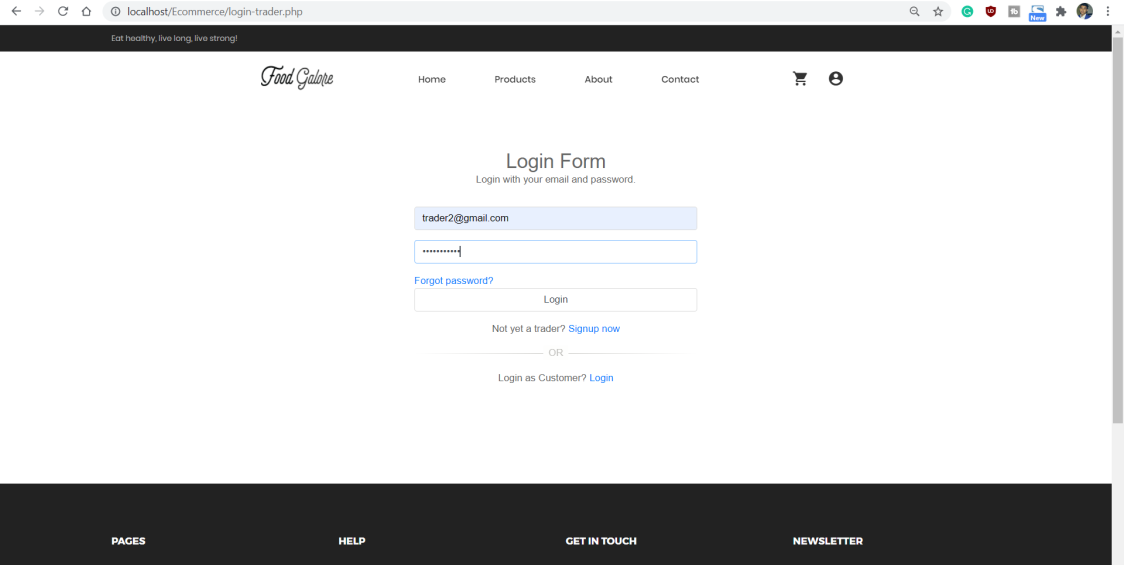 localhost/Ecommerce/login-trader.php
New
Eat healthy, live long, live strong!
Food Galore
Home Products About Contact
Login Form
Login with your email and password.
trader2@gmail.com
•••••••••••
Forgot password?
Login
Not yet a trader? Signup now
OR
Login as Customer? Login
PAGES HELP GET IN TOUCH NEWSLETTER